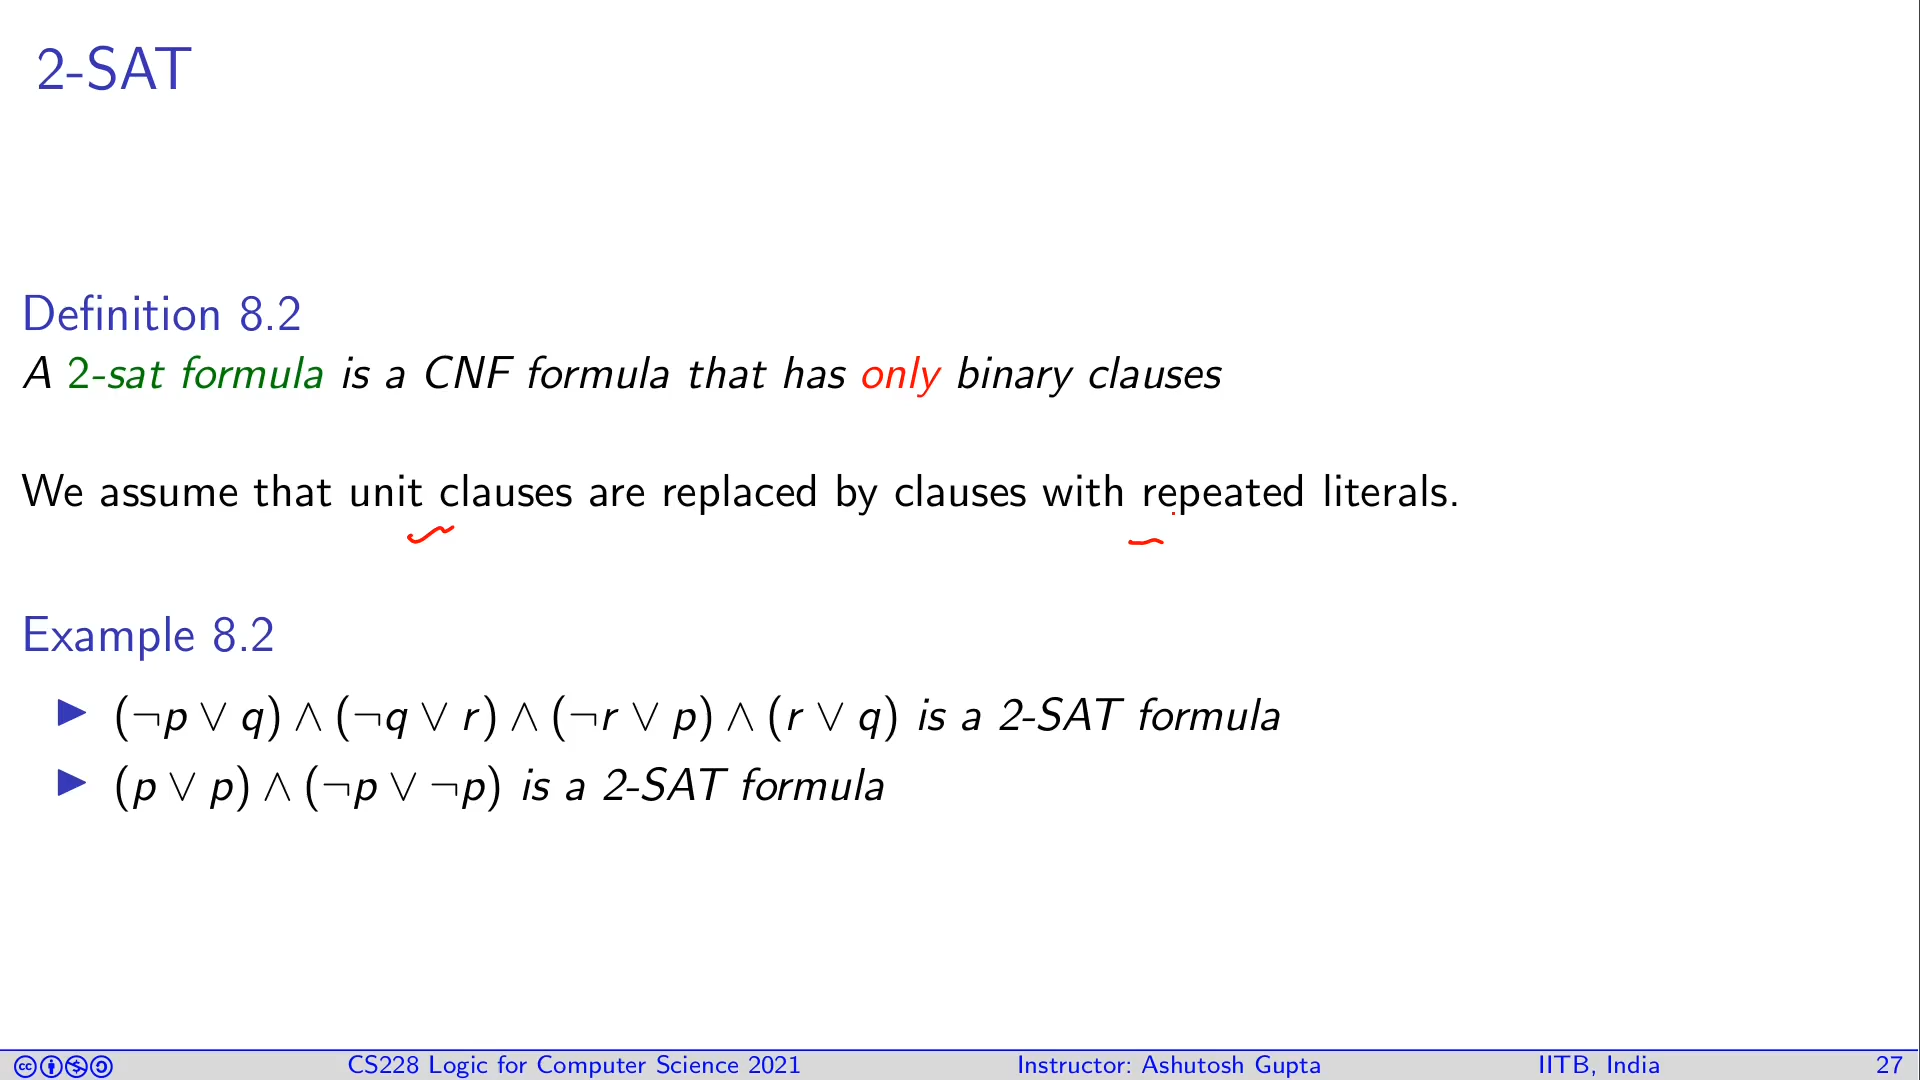 2-SAT
Definition 8.2
A 2-sat formula is a CNF formula that has only binary clauses
We assume that unit clauses are replaced by clauses with repeated literals.
Example 8.2
▶ (¬p ∨ q) ∧ (¬q ∨ r) ∧ (¬r ∨ p) ∧ (r ∨ q) is a 2-SAT formula
▶ (p ∨ p) ∧ (¬p ∨ ¬p) is a 2-SAT formula
CS228 Logic for Computer Science 2021 Instructor: Ashutosh Gupta IITB, India 27